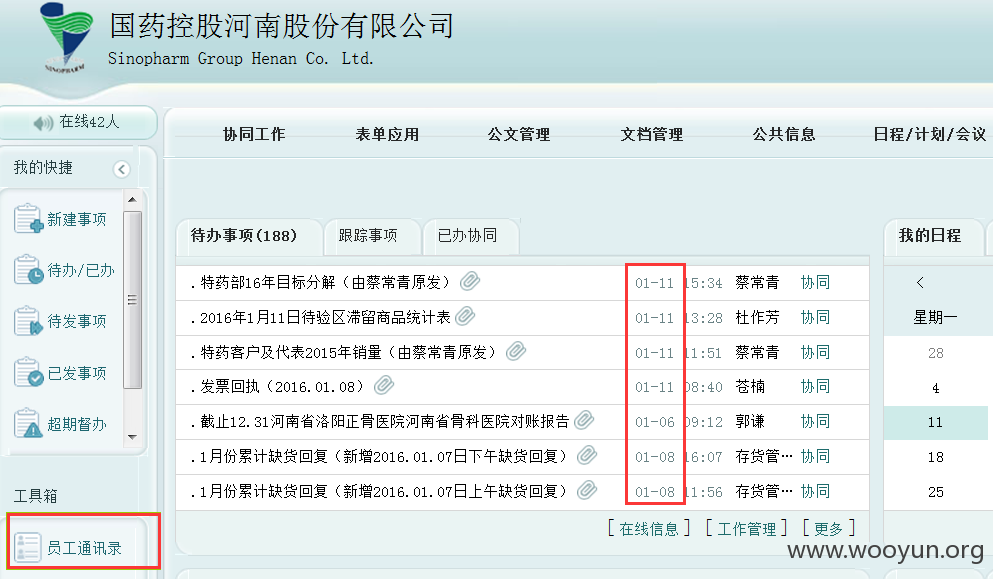 国药控股河南股份有限公司
SINOPHARM
Sinopharm Group Henan Co. Ltd.
在线42人
协同工作 表单应用 公文管理 文档管理 公共信息 日程/计划/会议
我的快捷
新建事项
待办/已办
待发事项
已发事项
超期督办
工具箱
员工通讯录
待办事项(188) 跟踪事项 已办协同
. 特药部16年目标分解（由蔡常青原发） 01-11 15:34 蔡常青 协同
. 2016年1月11日待验区滞留商品统计表 01-11 13:28 杜作芳 协同
. 特药客户及代表2015年销量（由蔡常青原发） 01-11 11:51 蔡常青 协同
. 发票回执（2016.01.08） 01-11 08:40 苍楠 协同
. 截止12.31河南省洛阳正骨医院河南省骨科医院对账报告 01-06 09:12 郭谦 协同
. 1月份累计缺货回复（新增2016.01.07日下午缺货回复） 01-08 16:07 存货管… 协同
. 1月份累计缺货回复（新增2016.01.07日上午缺货回复） 01-08 11:56 存货管… 协同
[ 在线信息 ] [ 工作管理 ] [ 更多 ]
我的日程
星期一
28
4
11
18
25
www.wooyun.org